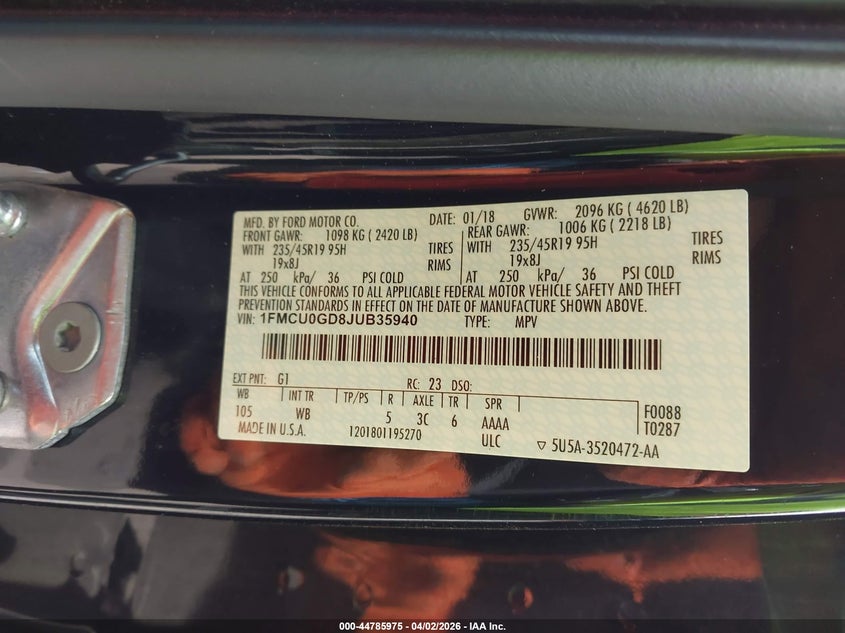 MFD. BY FORD MOTOR CO. DATE: 01/18 GVWR: 2096 KG ( 4620 LB)
FRONT GAWR: 1098 KG ( 2420 LB) REAR GAWR: 1006 KG ( 2218 LB)
WITH 235/45R19 95H TIRES WITH 235/45R19 95H TIRES
19x8J RIMS 19x8J RIMS
AT 250 kPa/ 36 PSI COLD AT 250 kPa/ 36 PSI COLD
THIS VEHICLE CONFORMS TO ALL APPLICABLE FEDERAL MOTOR VEHICLE SAFETY AND THEFT
PREVENTION STANDARDS IN EFFECT ON THE DATE OF MANUFACTURE SHOWN ABOVE.
VIN: 1FMCU0GD8JUB35940 TYPE: MPV
EXT PNT: G1 RC: 23 DSO:
WB INT TR TP/PS R AXLE TR SPR
105 WB 5 3C 6 AAAA F0088
MADE IN U.S.A. 1201801195270 ULC T0287
▽ 5U5A-3520472-AA
000-44785975 | 04/02/2026 – IAA Inc.